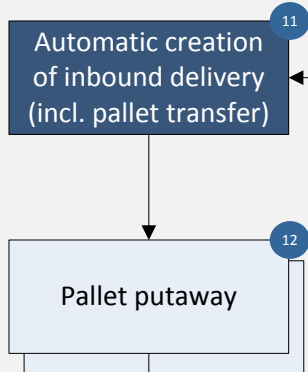 11
Automatic creation
of inbound delivery
(incl. pallet transfer)
12
Pallet putaway